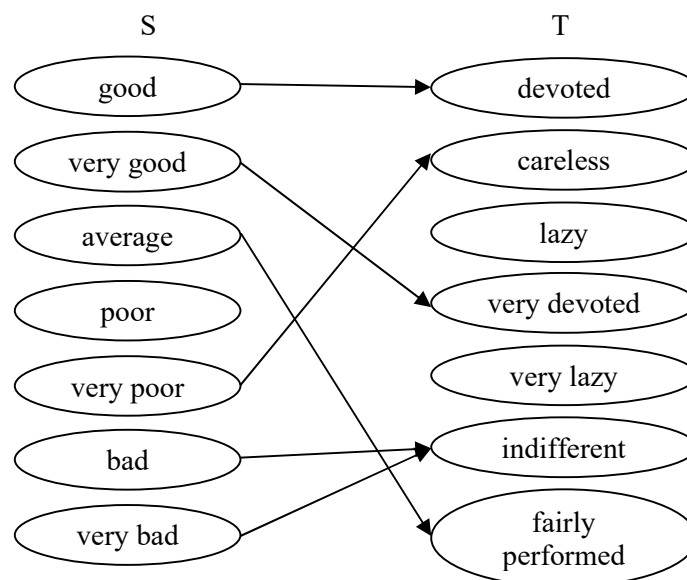 S
T
good
devoted
very good
careless
average
lazy
poor
very devoted
very poor
very lazy
bad
indifferent
very bad
fairly
performed